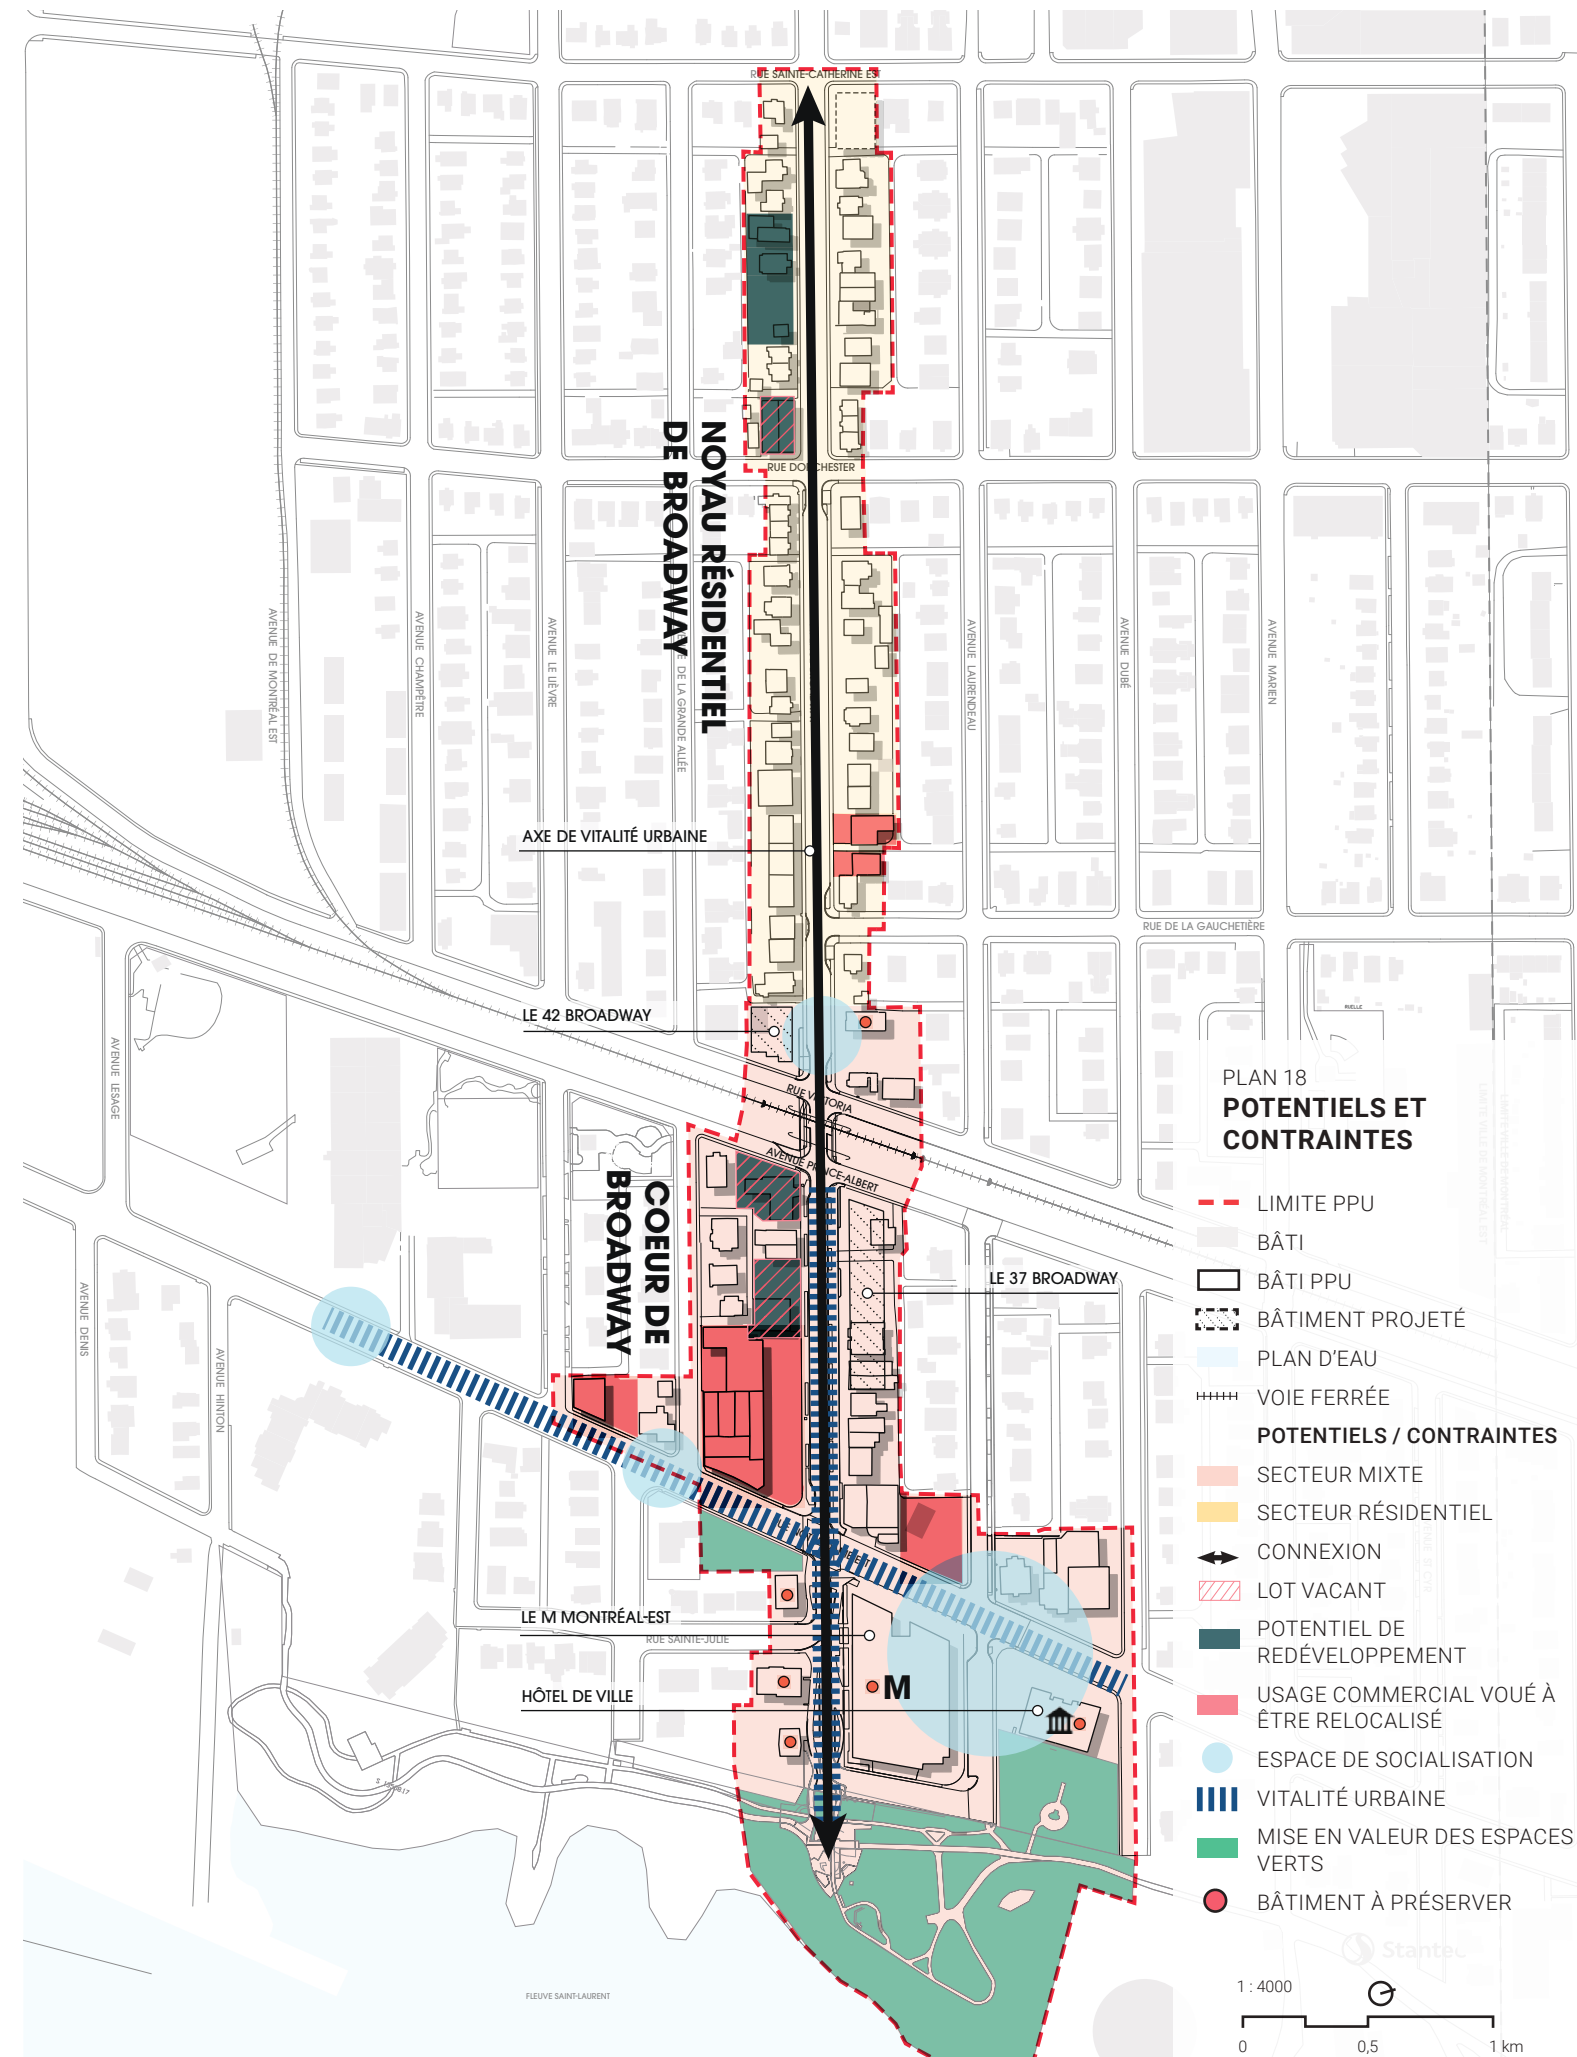 RUE SAINTE-CATHERINE EST
NOYAU RÉSIDENTIEL
DE BROADWAY
RUE DORCHESTER
AVENUE DE MONTRÉAL EST
AVENUE CHAMPÊTRE
AVENUE LE LIÈVRE
DE LA GRANDE ALLÉE
AVENUE LAURENDEAU
AVENUE DUBÉ
AVENUE MARIEN
AXE DE VITALITÉ URBAINE
RUE DE LA GAUCHETIÈRE
LE 42 BROADWAY
RUELLE
AVENUE LESAGE
RUE VICTORIA
AVENUE PRINCE-ALBERT
COEUR DE
BROADWAY
LE 37 BROADWAY
AVENUE DENIS
AVENUE HINTON
LE M MONTRÉAL-EST
RUE SAINTE-JULIE
M
HÔTEL DE VILLE
FLEUVE SAINT-LAURENT
PLAN 18
POTENTIELS ET
CONTRAINTES
LIMITE PPU
BÂTI
BÂTI PPU
BÂTIMENT PROJETÉ
PLAN D'EAU
VOIE FERRÉE
POTENTIELS / CONTRAINTES
SECTEUR MIXTE
SECTEUR RÉSIDENTIEL
CONNEXION
LOT VACANT
POTENTIEL DE
REDÉVELOPPEMENT
USAGE COMMERCIAL VOUÉ À
ÊTRE RELOCALISÉ
ESPACE DE SOCIALISATION
VITALITÉ URBAINE
MISE EN VALEUR DES ESPACES
VERTS
BÂTIMENT À PRÉSERVER
Stantec
1 : 4000
0 0,5 1 km